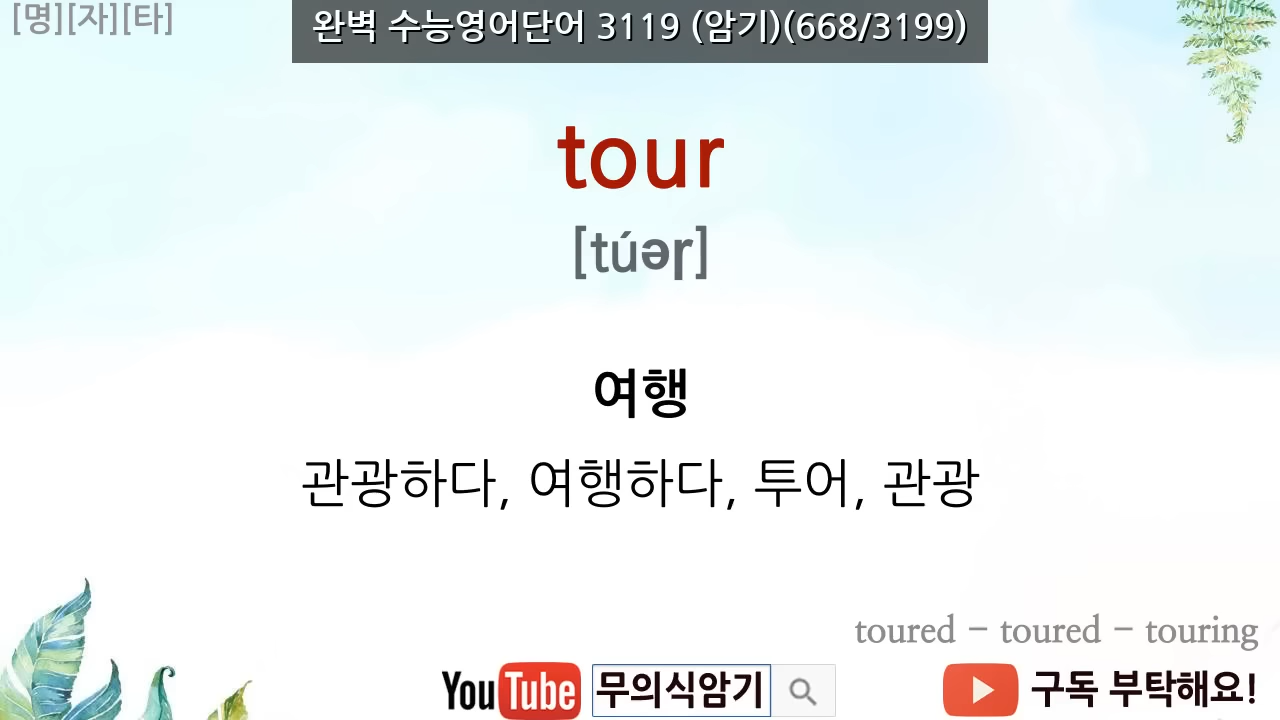 [명][자][타]
완벽 수능영어단어 3119 (암기)(668/3199)
tour
[túəɼ]
여행
관광하다, 여행하다, 투어, 관광
toured - toured - touring
YouTube 무의식암기
구독 부탁해요!